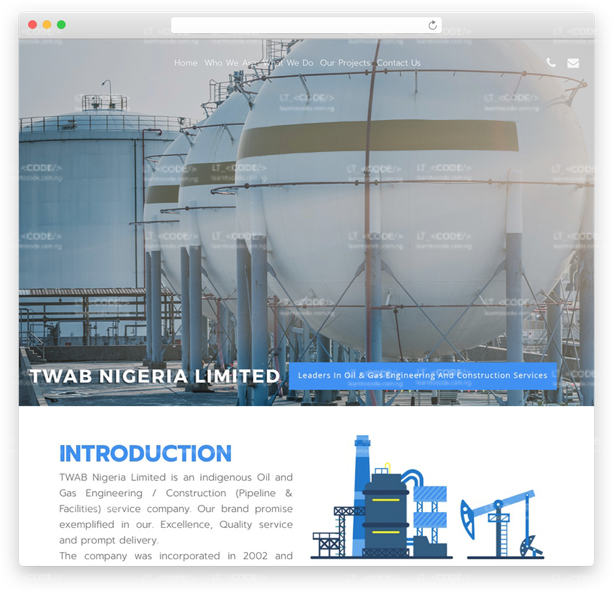 Home Who We Are What We Do Our Projects Contact Us
LT_<CODE/>
TWAB NIGERIA LIMITED
Leaders In Oil & Gas Engineering And Construction Services
INTRODUCTION
TWAB Nigeria Limited is an indigenous Oil and
Gas Engineering / Construction (Pipeline &
Facilities) service company. Our brand promise
exemplified in our. Excellence, Quality service
and prompt delivery.
The company was incorporated in 2002 and